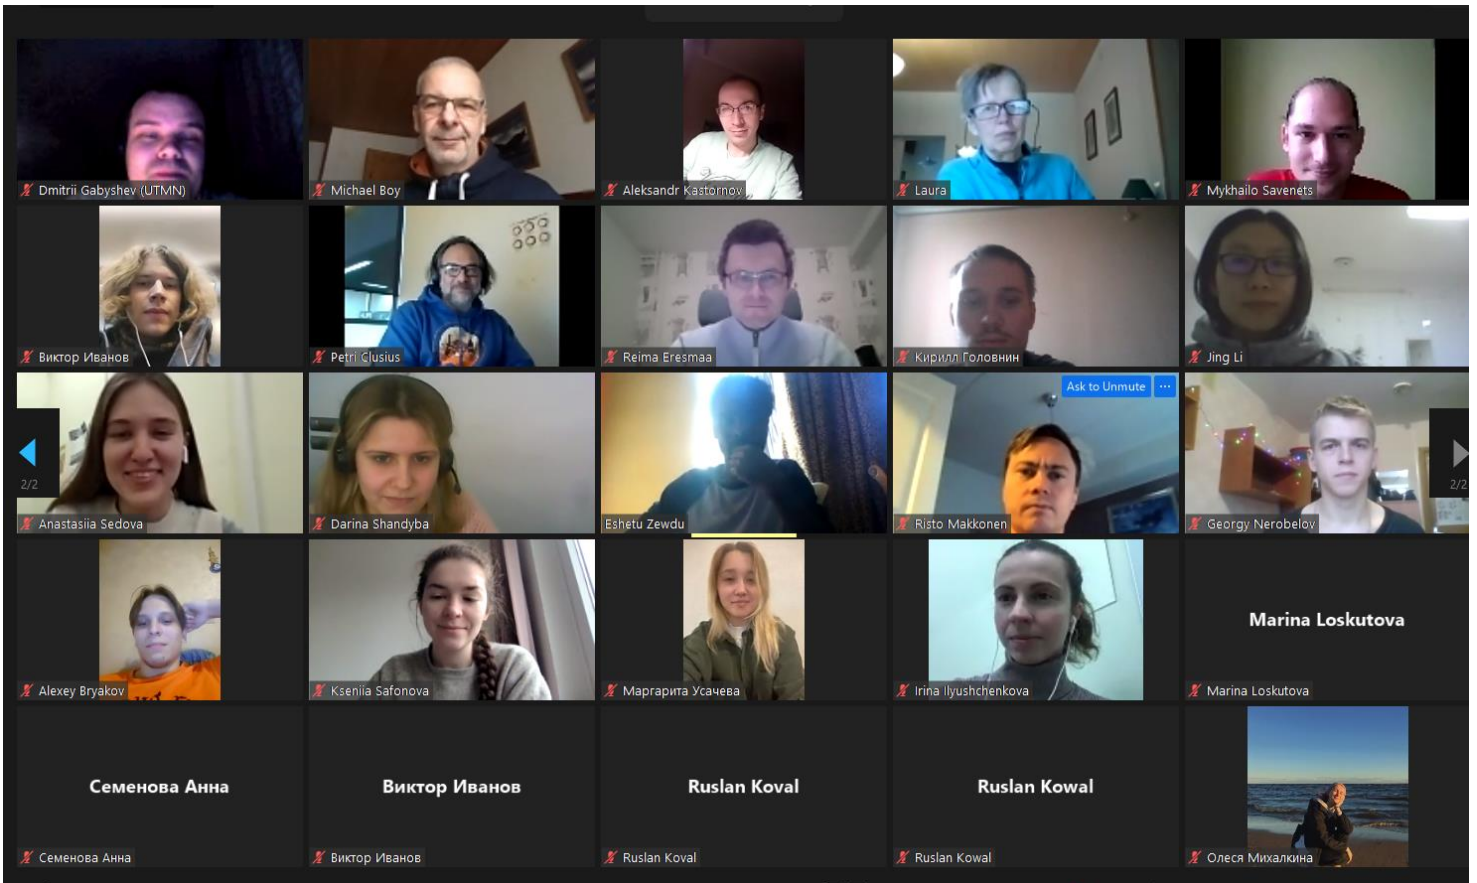 Dmitrii Gabyshev (UTMN)
Michael Boy
Aleksandr Kastornov
Laura
Mykhailo Savenets
Виктор Иванов
Petri Clusius
Reima Eresmaa
Кирилл Головнин
Jing Li
Ask to Unmute ...
2/2
2/2
Anastasiia Sedova
Darina Shandyba
Eshetu Zewdu
Risto Makkonen
Georgy Nerobelov
Alexey Bryakov
Kseniia Safonova
Маргарита Усачева
Irina Ilyushchenkova
Marina Loskutova
Marina Loskutova
Семенова Анна
Виктор Иванов
Ruslan Koval
Ruslan Kowal
Семенова Анна
Виктор Иванов
Ruslan Koval
Ruslan Kowal
Олеся Михалкина